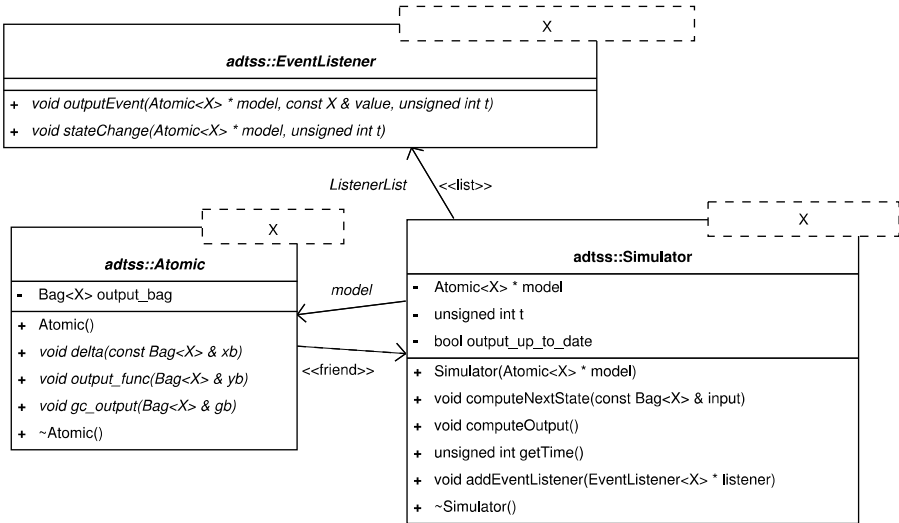 X
adtss::EventListener
+ void outputEvent(Atomic<X> * model, const X & value, unsigned int t)
+ void stateChange(Atomic<X> * model, unsigned int t)
ListenerList <<list>>
X
adtss::Atomic
- Bag<X> output_bag
+ Atomic()
+ void delta(const Bag<X> & xb)
+ void output_func(Bag<X> & yb)
+ void gc_output(Bag<X> & gb)
+ ~Atomic()
model
<<friend>>
X
adtss::Simulator
- Atomic<X> * model
- unsigned int t
- bool output_up_to_date
+ Simulator(Atomic<X> * model)
+ void computeNextState(const Bag<X> & input)
+ void computeOutput()
+ unsigned int getTime()
+ void addEventListener(EventListener<X> * listener)
+ ~Simulator()